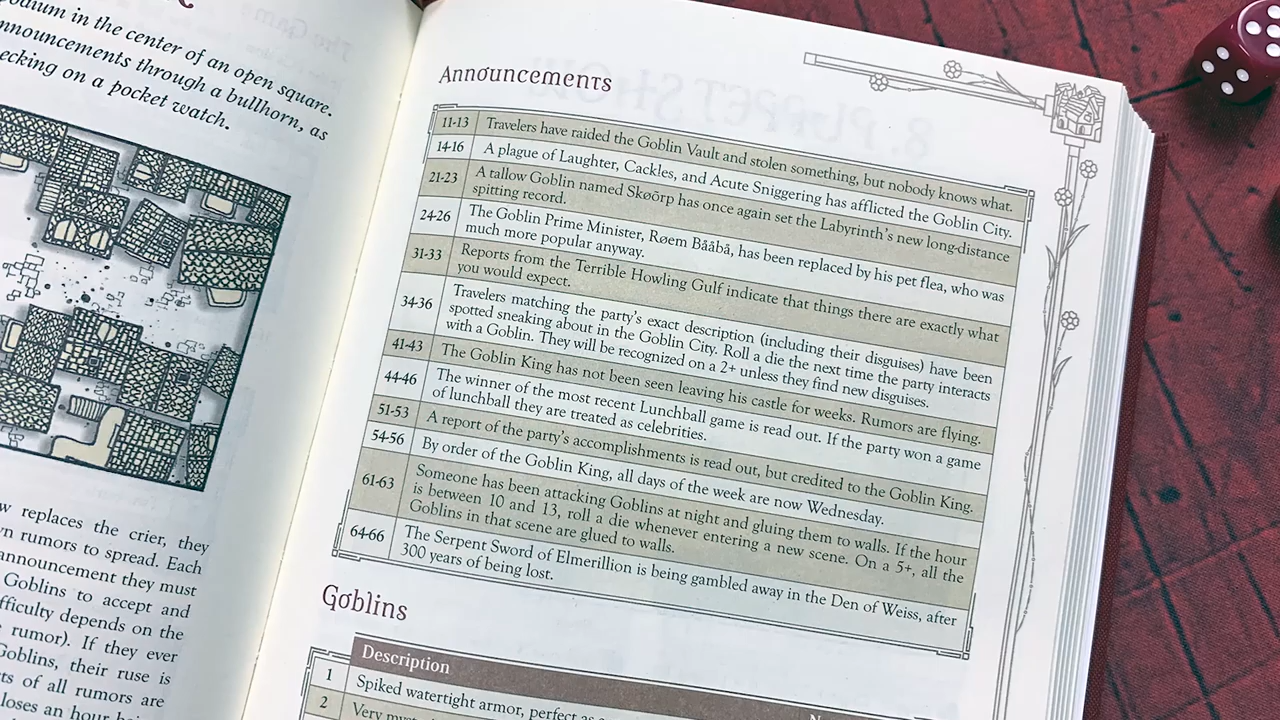 odium in the center of an open square.
nnouncements through a bullhorn, as
ecking on a pocket watch.
w replaces the crier, they
wn rumors to spread. Each
announcement they must
Goblins to accept and
fficulty depends on the
rumor). If they ever
Goblins, their ruse is
ts of all rumors are
loses an hour
Announcements
11-13 Travelers have raided the Goblin Vault and stolen something, but nobody knows what.
14-16 A plague of Laughter, Cackles, and Acute Sniggering has afflicted the Goblin City.
21-23 A tallow Goblin named Skøõrp has once again set the Labyrinth's new long-distance
spitting record.
24-26 The Goblin Prime Minister, Røem Bååbå, has been replaced by his pet flea, who was
much more popular anyway.
31-33 Reports from the Terrible Howling Gulf indicate that things there are exactly what
you would expect.
34-36 Travelers matching the party's exact description (including their disguises) have been
spotted sneaking about in the Goblin City. Roll a die the next time the party interacts
with a Goblin. They will be recognized on a 2+ unless they find new disguises.
41-43 The Goblin King has not been seen leaving his castle for weeks. Rumors are flying.
44-46 The winner of the most recent Lunchball game is read out. If the party won a game
of lunchball they are treated as celebrities.
51-53 A report of the party's accomplishments is read out, but credited to the Goblin King.
54-56 By order of the Goblin King, all days of the week are now Wednesday.
61-63 Someone has been attacking Goblins at night and gluing them to walls. If the hour
is between 10 and 13, roll a die whenever entering a new scene. On a 5+, all the
Goblins in that scene are glued to walls.
64-66 The Serpent Sword of Elmerillion is being gambled away in the Den of Weiss, after
300 years of being lost.
Goblins
Description
1 Spiked watertight armor, perfect as
2 Very